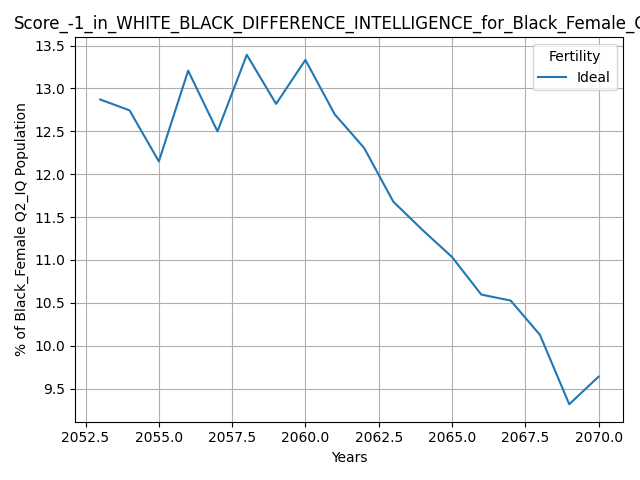 Score_-1_in_WHITE_BLACK_DIFFERENCE_INTELLIGENCE_for_Black_Female_
Fertility
Ideal
% of Black_Female Q2_IQ Population
13.5
13.0
12.5
12.0
11.5
11.0
10.5
10.0
9.5
2052.5 2055.0 2057.5 2060.0 2062.5 2065.0 2067.5 2070.0
Years